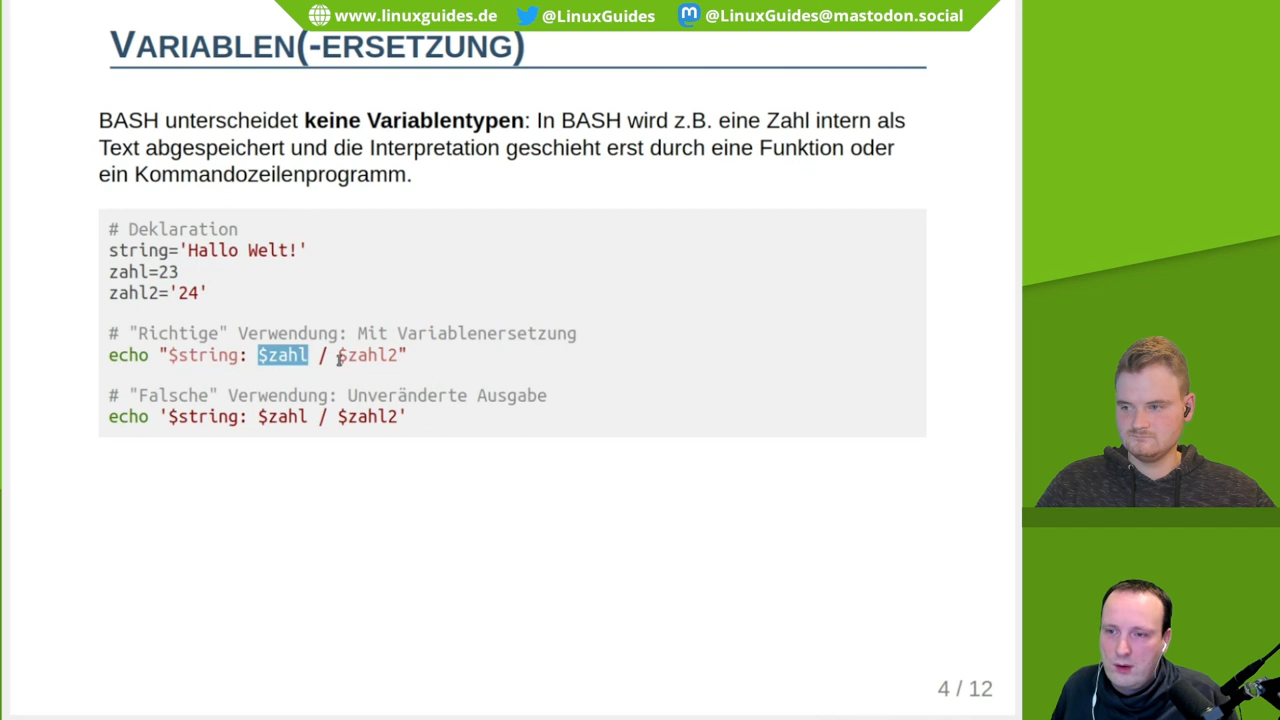 www.linuxguides.de @LinuxGuides @LinuxGuides@mastodon.social
VARIABLEN(-ERSETZUNG)
BASH unterscheidet keine Variablentypen: In BASH wird z.B. eine Zahl intern als
Text abgespeichert und die Interpretation geschieht erst durch eine Funktion oder
ein Kommandozeilenprogramm.
# Deklaration
string='Hallo Welt!'
zahl=23
zahl2='24'
# "Richtige" Verwendung: Mit Variablenersetzung
echo "$string: $zahl / $zahl2"
# "Falsche" Verwendung: Unveränderte Ausgabe
echo '$string: $zahl / $zahl2'
4 / 12